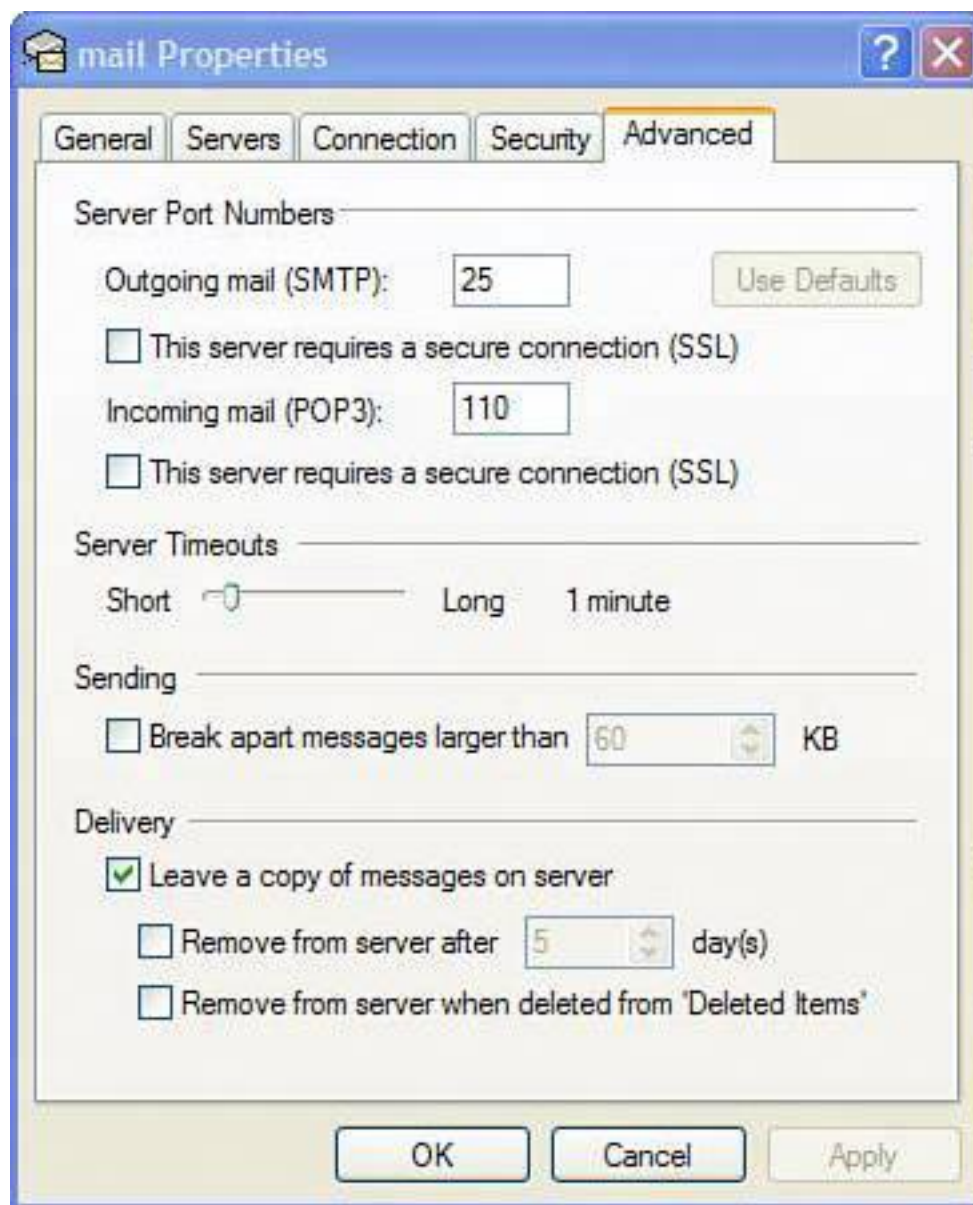 mail Properties
General Servers Connection Security Advanced
Server Port Numbers
Outgoing mail (SMTP): 25 Use Defaults
This server requires a secure connection (SSL)
Incoming mail (POP3): 110
This server requires a secure connection (SSL)
Server Timeouts
Short Long 1 minute
Sending
Break apart messages larger than 60 KB
Delivery
Leave a copy of messages on server
Remove from server after 5 day(s)
Remove from server when deleted from 'Deleted Items'
OK Cancel Apply